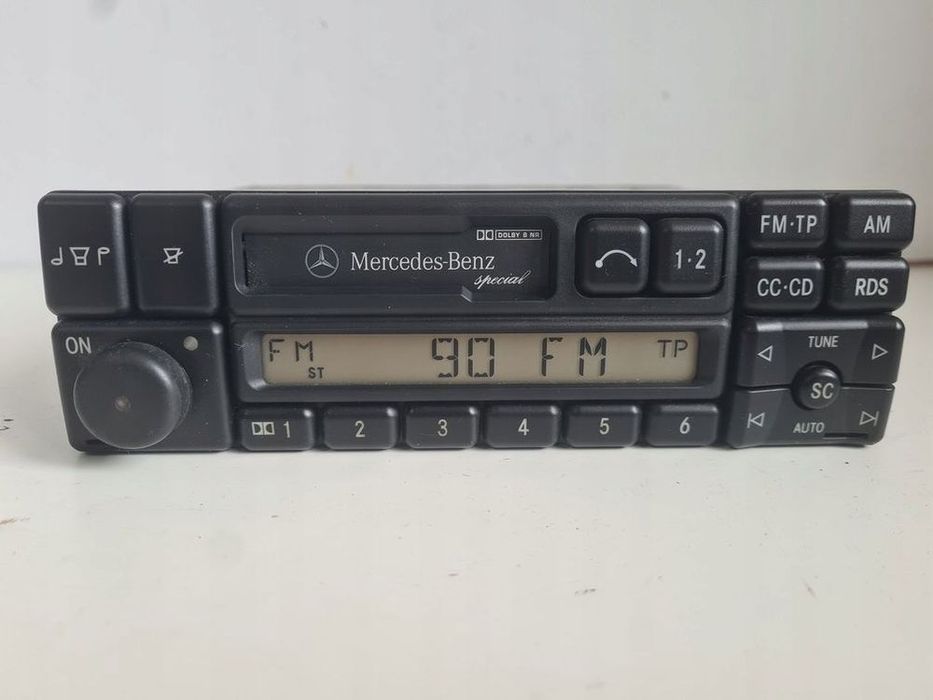 DOLBY B NR
FM·TP
AM
Mercedes-Benz
special
1·2
CC·CD
RDS
ON
FM
ST
90 FM
TP
TUNE
SC
AUTO
1
2
3
4
5
6